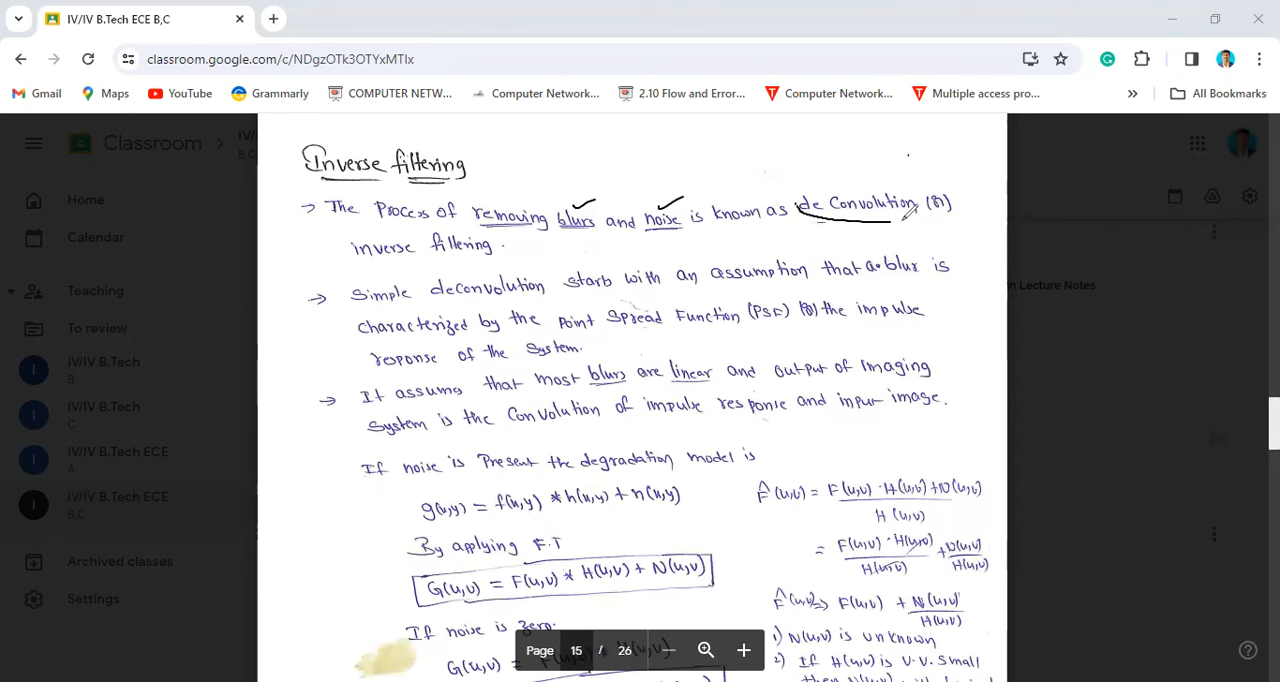 IV/IV B.Tech ECE B,C
classroom.google.com/c/NDgzOTk3OTYxMTIx
Gmail
Maps
YouTube
Grammarly
COMPUTER NETW...
Computer Network...
2.10 Flow and Error...
Computer Network...
Multiple access pro...
All Bookmarks
Classroom
Home
Calendar
Teaching
To review
IV/IV B.Tech
B
IV/IV B.Tech
C
IV/IV B.Tech ECE
A
IV/IV B.Tech ECE
B,C
Archived classes
Settings
n Lecture Notes
Inverse filtering
→ The Process of removing blurs and noise is known as de Convolution (or)
inverse filtering.
→ Simple deconvolution starts with an assumption that a blur is
characterized by the Point Spread Function (PSF) (or) the impulse
response of the System.
→ It assumes that most blurs are linear and output of imaging
System is the Convolution of impulse response and input image.
If noise is Present the degradation model is
g(x,y) = f(x,y) * h(x,y) + n(x,y)
By applying F.T
G(u,v) = F(u,v) * H(u,v) + N(u,v)
If noise is zero.
G(u,v) = F(u,v) * H(u,v)
F̂(u,v) = F(u,v) · H(u,v) + N(u,v)
H(u,v)
= F(u,v) · H(u,v) + N(u,v)
H(u,v) H(u,v)
F̂(u,v) => F(u,v) + N(u,v)
H(u,v)
1) N(u,v) is unknown
2) If H(u,v) is v.v. small
Page 15 / 26